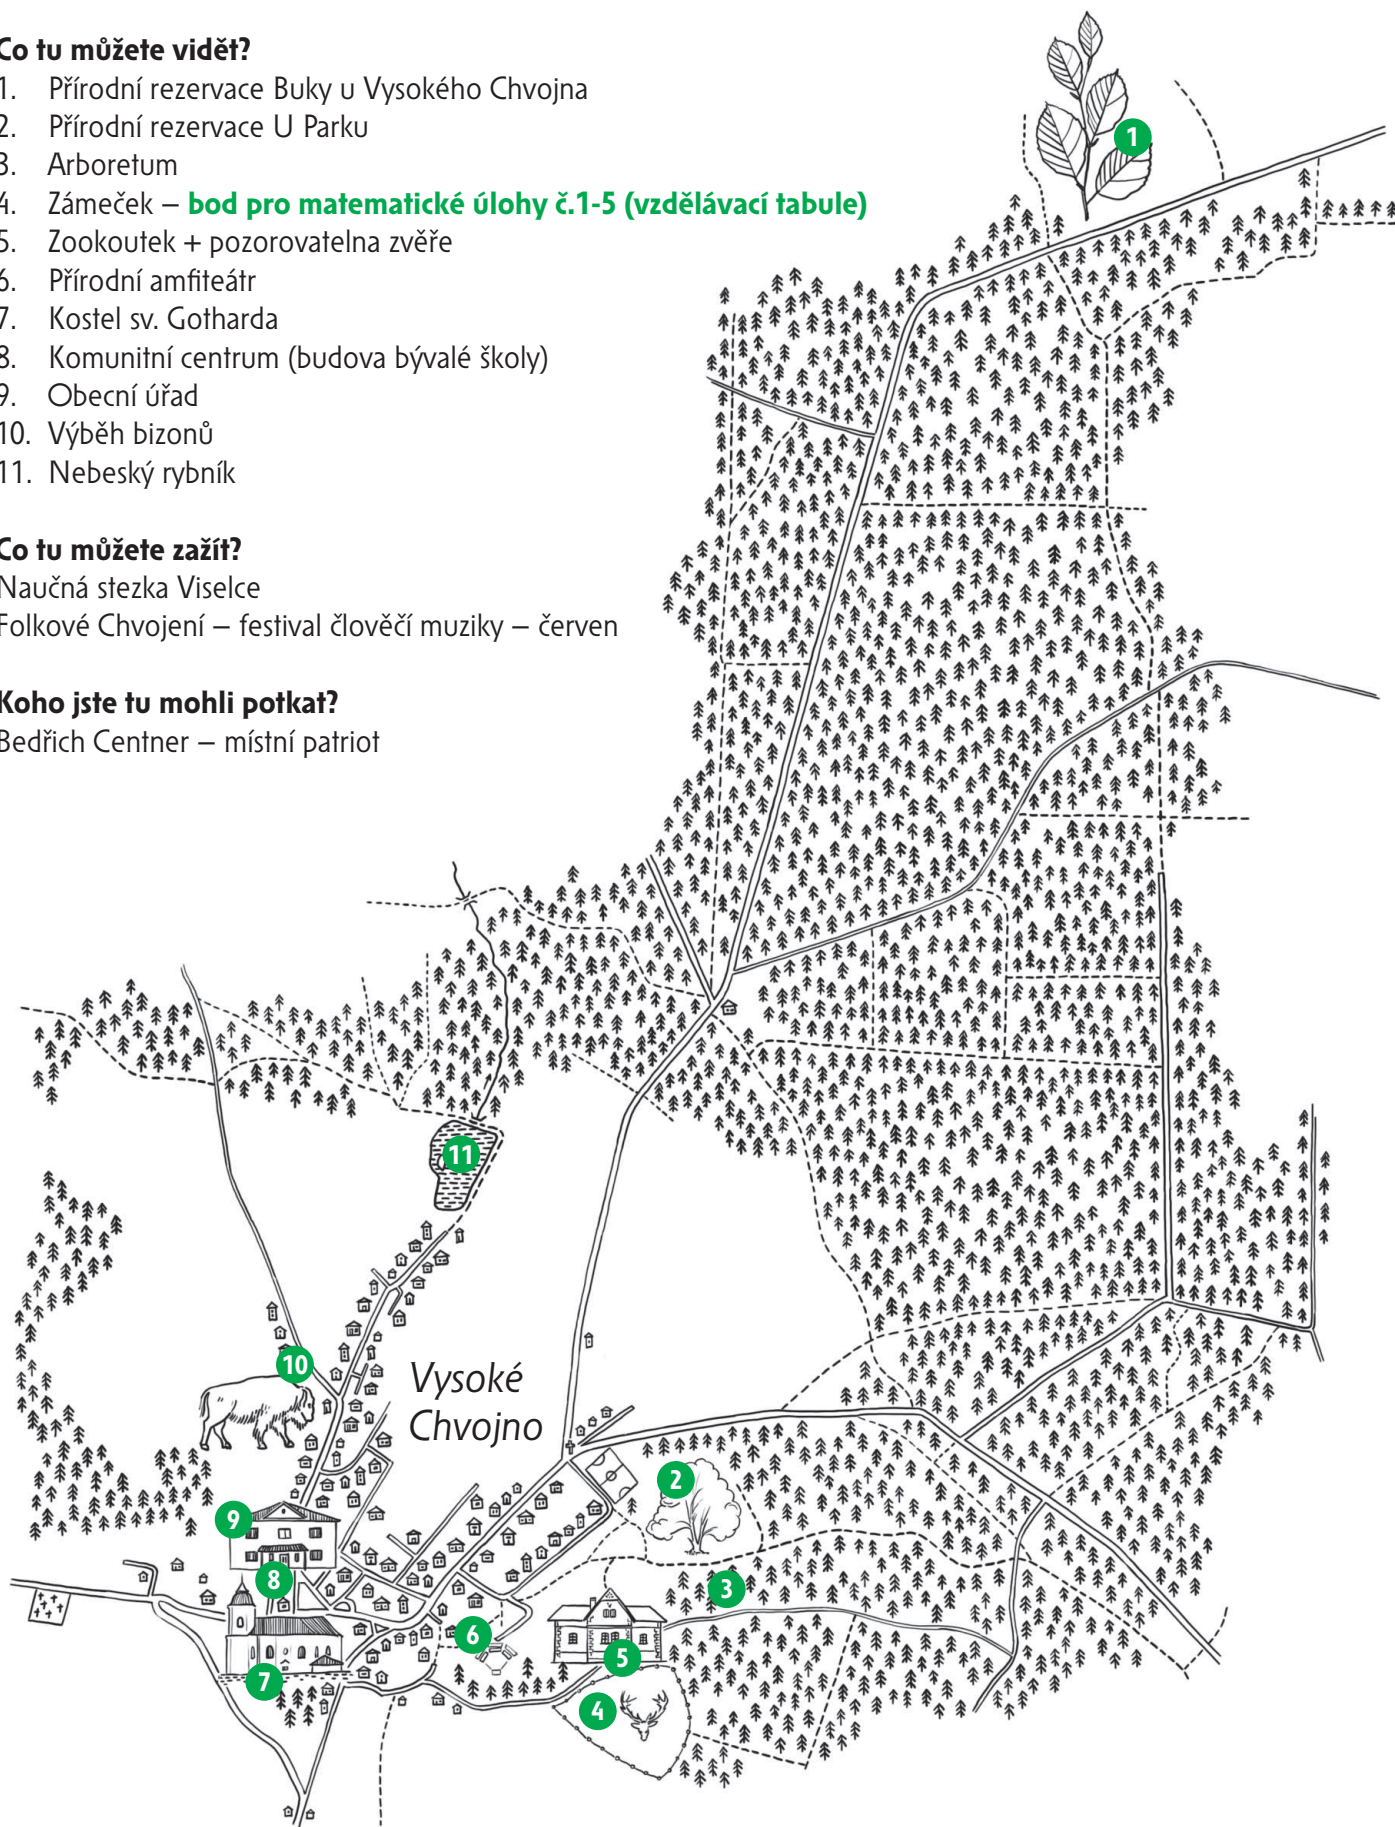 Co tu můžete vidět?
1. Přírodní rezervace Buky u Vysokého Chvojna
2. Přírodní rezervace U Parku
3. Arboretum
4. Zámeček – bod pro matematické úlohy č.1-5 (vzdělávací tabule)
5. Zookoutek + pozorovatelna zvěře
6. Přírodní amfiteátr
7. Kostel sv. Gotharda
8. Komunitní centrum (budova bývalé školy)
9. Obecní úřad
10. Výběh bizonů
11. Nebeský rybník
Co tu můžete zažít?
Naučná stezka Viselce
Folkové Chvojení – festival člověčí muziky – červen
Koho jste tu mohli potkat?
Bedřich Centner – místní patriot
1
11
10
Vysoké
Chvojno
2
9
8
3
6
5
7
4